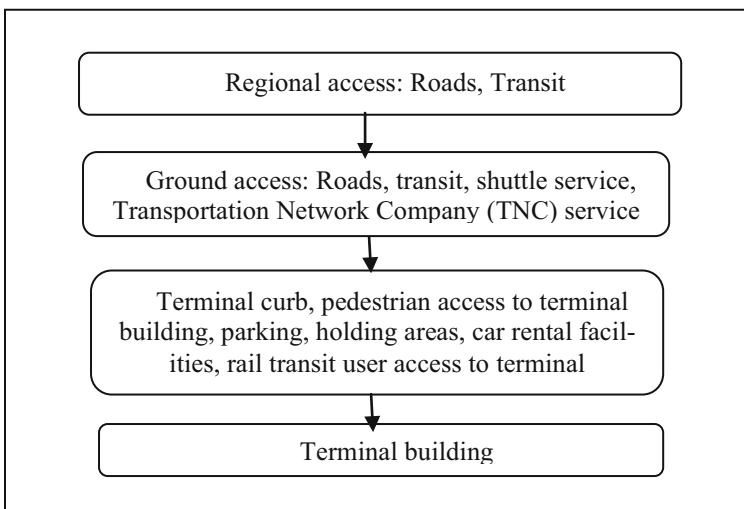 Regional access: Roads, Transit
Ground access: Roads, transit, shuttle service,
Transportation Network Company (TNC) service
Terminal curb, pedestrian access to terminal
building, parking, holding areas, car rental facil-
ities, rail transit user access to terminal
Terminal building